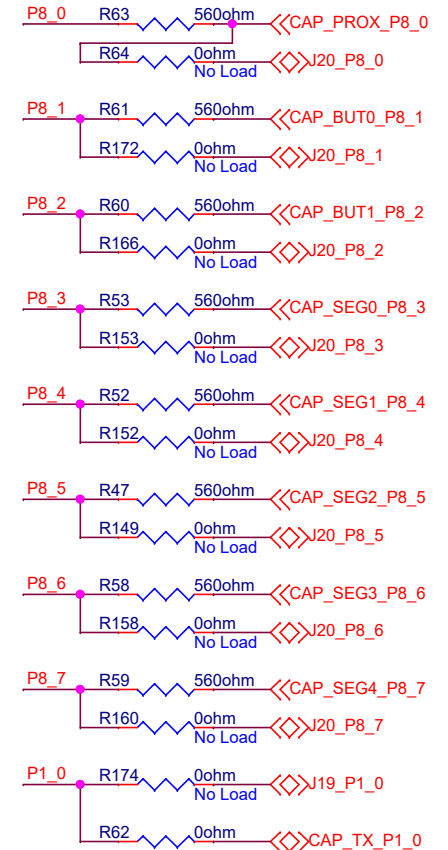 P8_0 R63 560ohm CAP_PROX_P8_0
R64 0ohm J20_P8_0
No Load
P8_1 R61 560ohm CAP_BUT0_P8_1
R172 0ohm J20_P8_1
No Load
P8_2 R60 560ohm CAP_BUT1_P8_2
R166 0ohm J20_P8_2
No Load
P8_3 R53 560ohm CAP_SEG0_P8_3
R153 0ohm J20_P8_3
No Load
P8_4 R52 560ohm CAP_SEG1_P8_4
R152 0ohm J20_P8_4
No Load
P8_5 R47 560ohm CAP_SEG2_P8_5
R149 0ohm J20_P8_5
No Load
P8_6 R58 560ohm CAP_SEG3_P8_6
R158 0ohm J20_P8_6
No Load
P8_7 R59 560ohm CAP_SEG4_P8_7
R160 0ohm J20_P8_7
No Load
P1_0 R174 0ohm J19_P1_0
No Load
R62 0ohm CAP_TX_P1_0